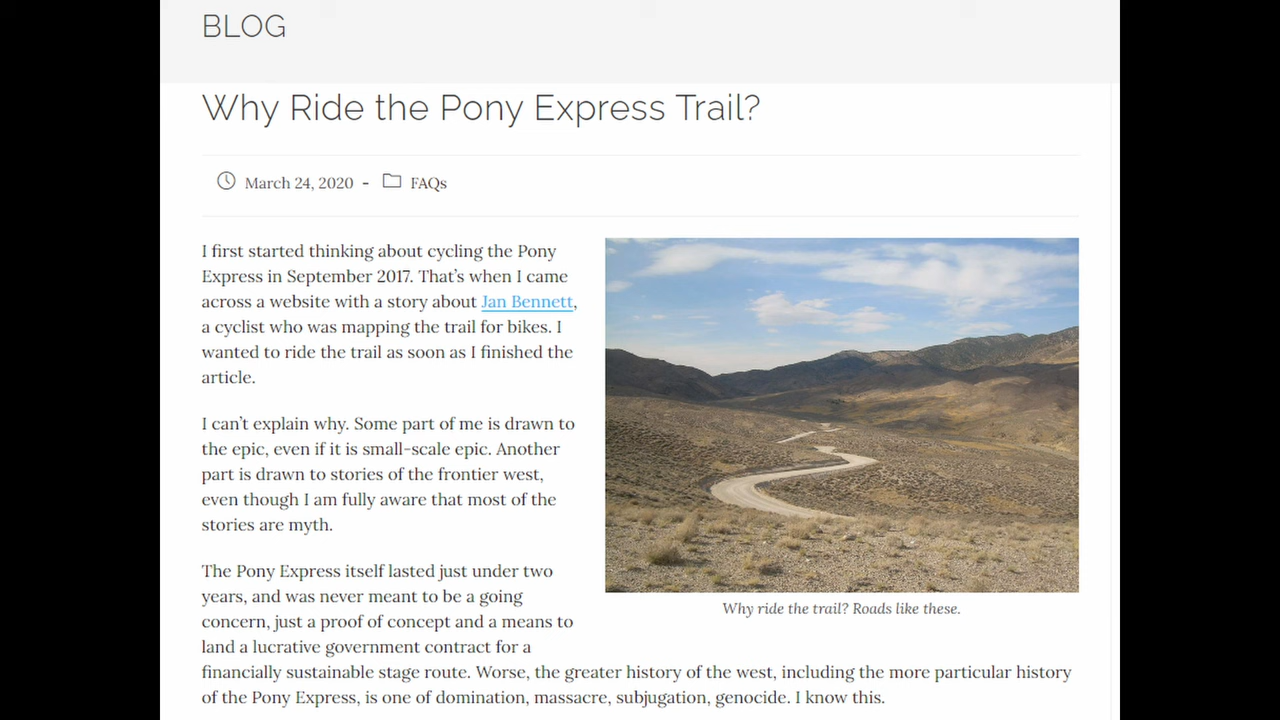 BLOG
Why Ride the Pony Express Trail?
March 24, 2020 - FAQs
I first started thinking about cycling the Pony
Express in September 2017. That’s when I came
across a website with a story about Jan Bennett,
a cyclist who was mapping the trail for bikes. I
wanted to ride the trail as soon as I finished the
article.
I can’t explain why. Some part of me is drawn to
the epic, even if it is small-scale epic. Another
part is drawn to stories of the frontier west,
even though I am fully aware that most of the
stories are myth.
The Pony Express itself lasted just under two
years, and was never meant to be a going
concern, just a proof of concept and a means to
land a lucrative government contract for a
financially sustainable stage route. Worse, the greater history of the west, including the more particular history
of the Pony Express, is one of domination, massacre, subjugation, genocide. I know this.
Why ride the trail? Roads like these.